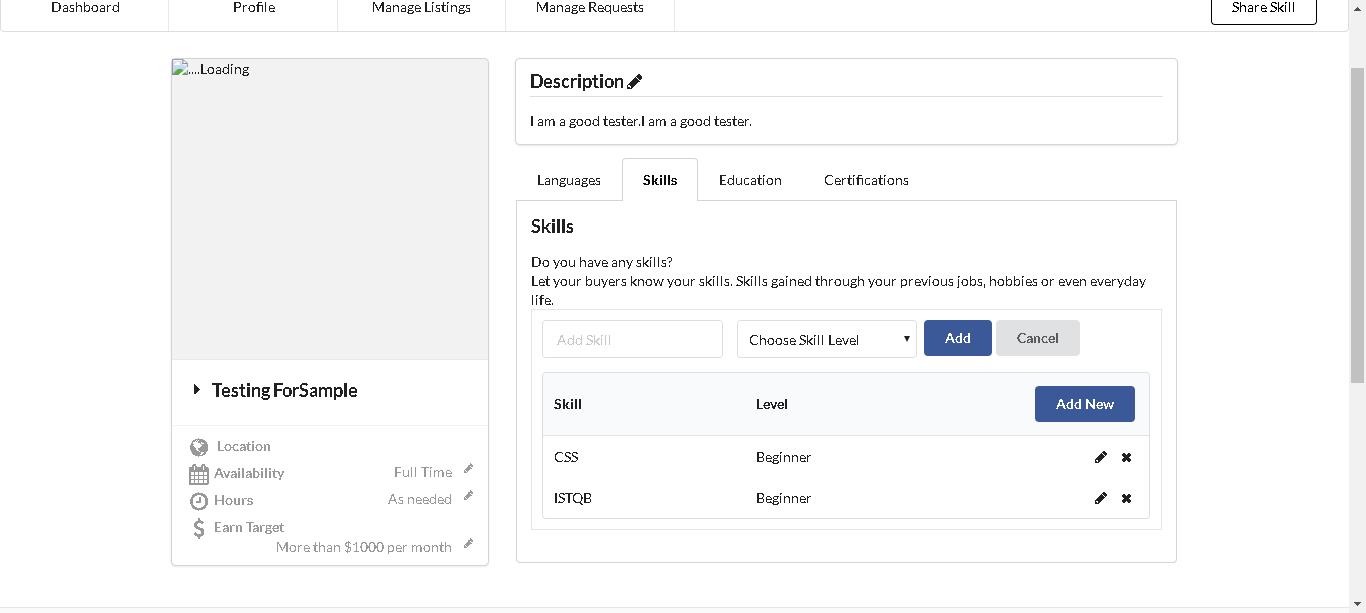 Dashboard Profile Manage Listings Manage Requests Share Skill
....Loading
Testing ForSample
Location
Availability Full Time
Hours As needed
Earn Target
More than $1000 per month
Description
I am a good tester.I am a good tester.
Languages Skills Education Certifications
Skills
Do you have any skills?
Let your buyers know your skills. Skills gained through your previous jobs, hobbies or even everyday
life.
Add Skill Choose Skill Level Add Cancel
Skill Level Add New
CSS Beginner
ISTQB Beginner